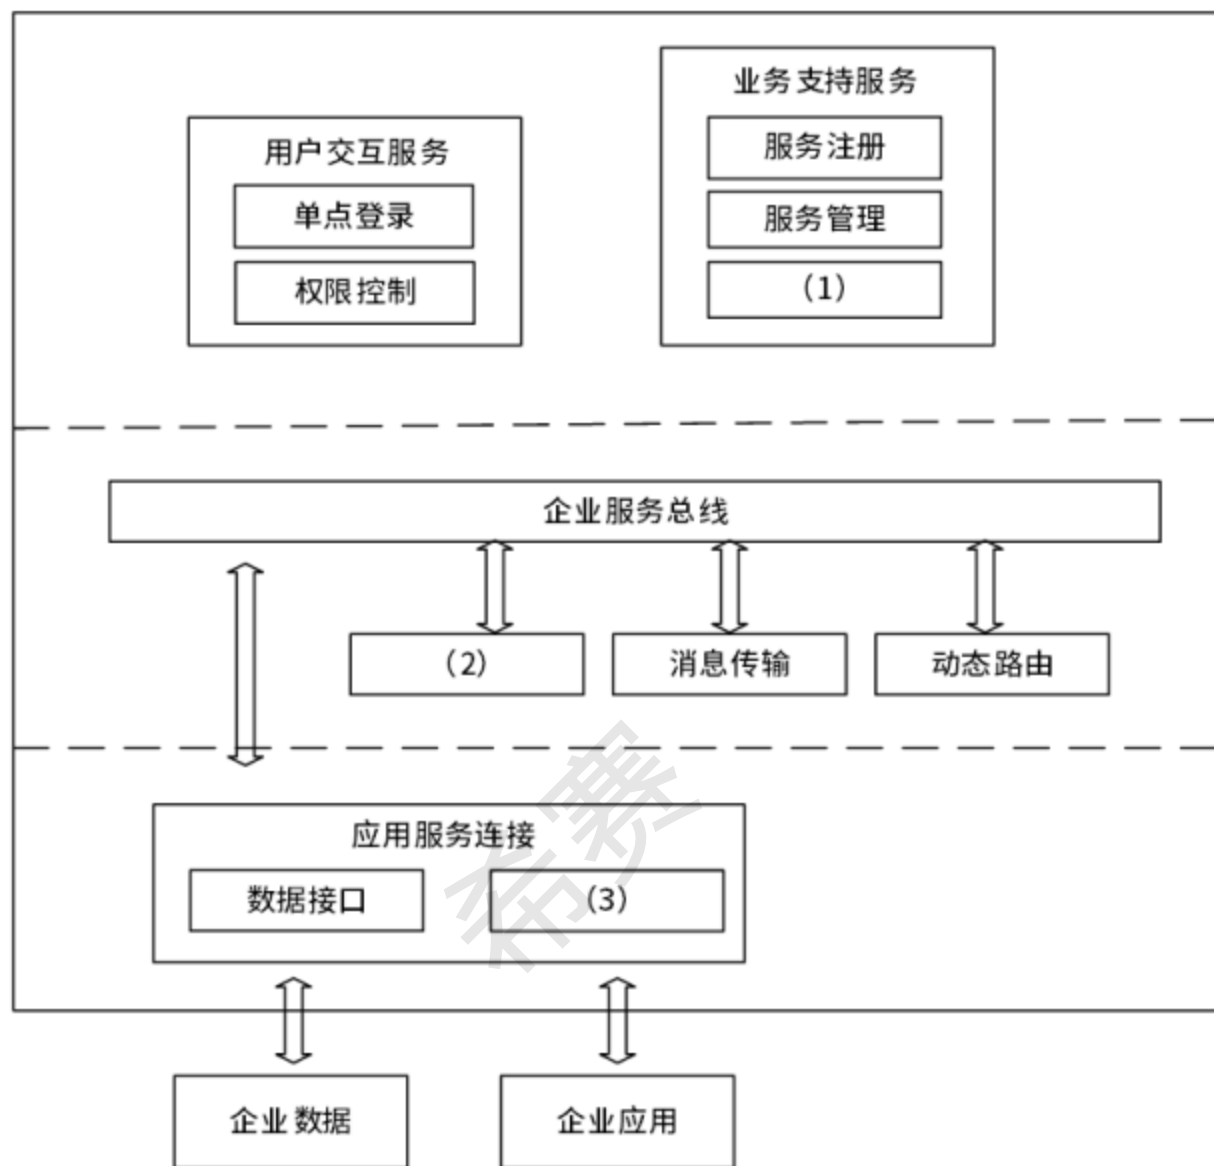 业务支持服务
用户交互服务
服务注册
单点登录
服务管理
权限控制
（1）
企业服务总线
（2）
消息传输
动态路由
应用服务连接
数据接口
（3）
企业数据
企业应用
希赛